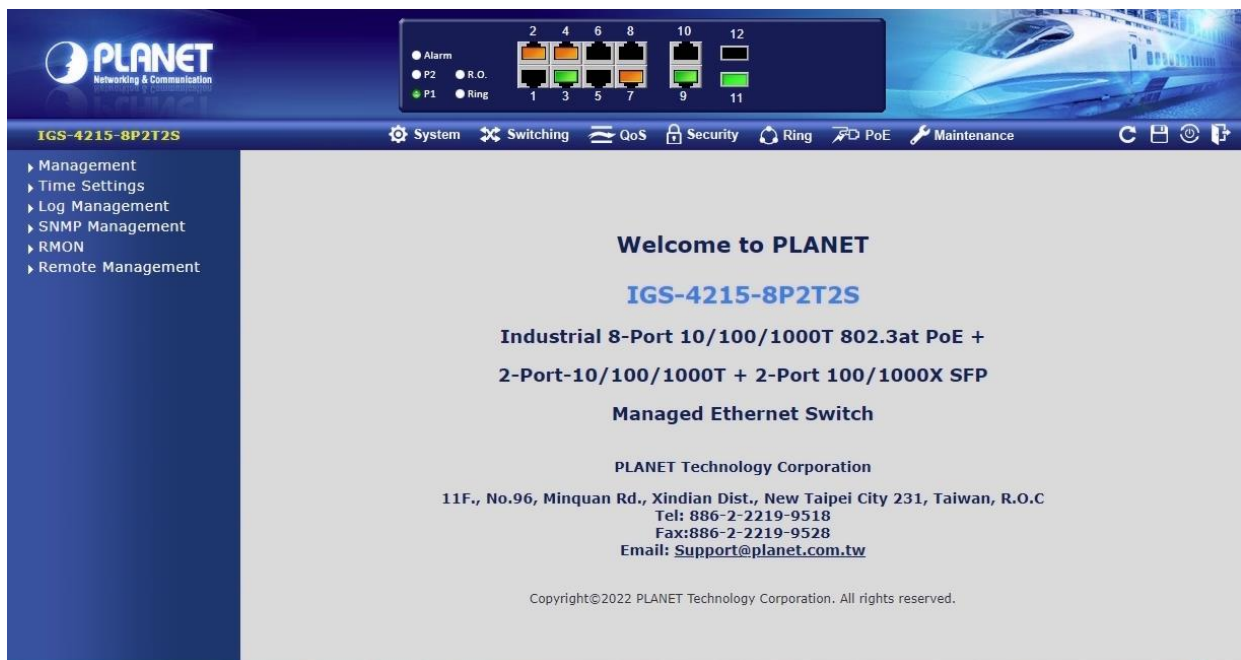 PLANET
Networking & Communication
2 4 6 8 10 12
Alarm
P2 R.O.
P1 Ring
1 3 5 7 9 11
IGS-4215-8P2T2S
System Switching QoS Security Ring PoE Maintenance
Management
Time Settings
Log Management
SNMP Management
RMON
Remote Management
Welcome to PLANET
IGS-4215-8P2T2S
Industrial 8-Port 10/100/1000T 802.3at PoE +
2-Port-10/100/1000T + 2-Port 100/1000X SFP
Managed Ethernet Switch
PLANET Technology Corporation
11F., No.96, Minquan Rd., Xindian Dist., New Taipei City 231, Taiwan, R.O.C
Tel: 886-2-2219-9518
Fax:886-2-2219-9528
Email: Support@planet.com.tw
Copyright©2022 PLANET Technology Corporation. All rights reserved.